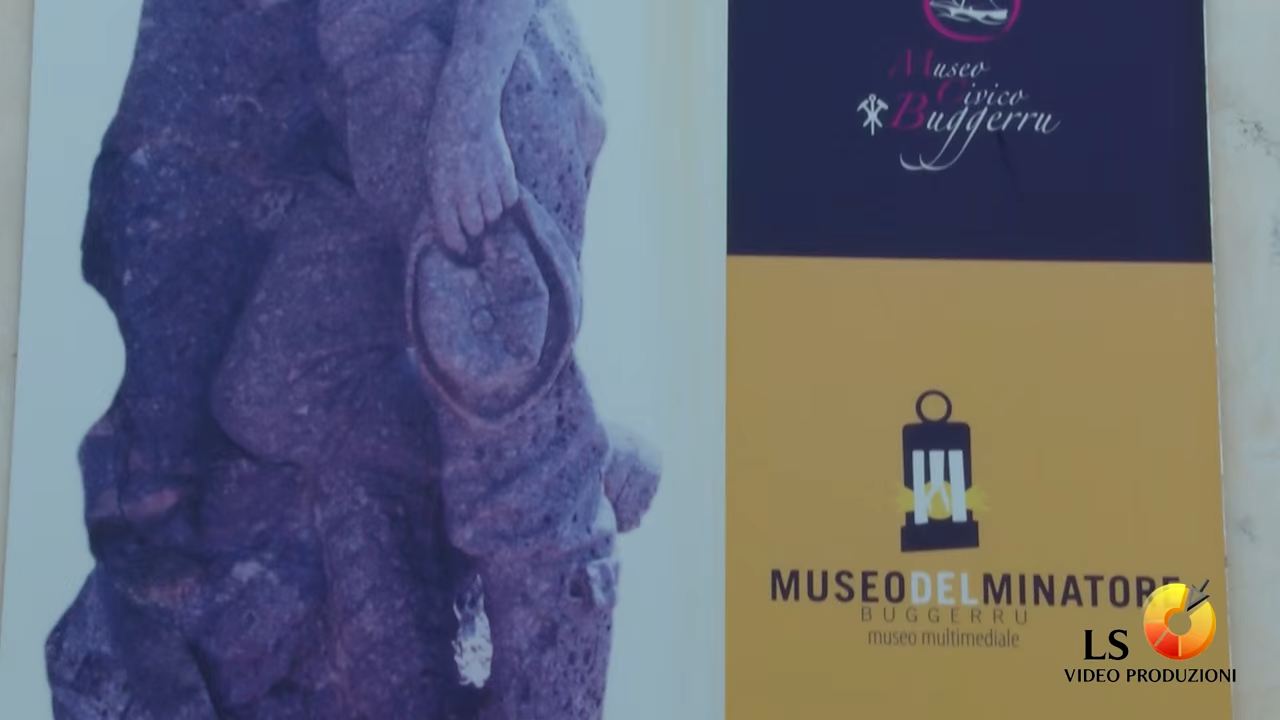 Museo
Civico
Buggerru
MUSEODELMINATORE
BUGGERRU
museo multimediale
LS
VIDEO PRODUZIONI